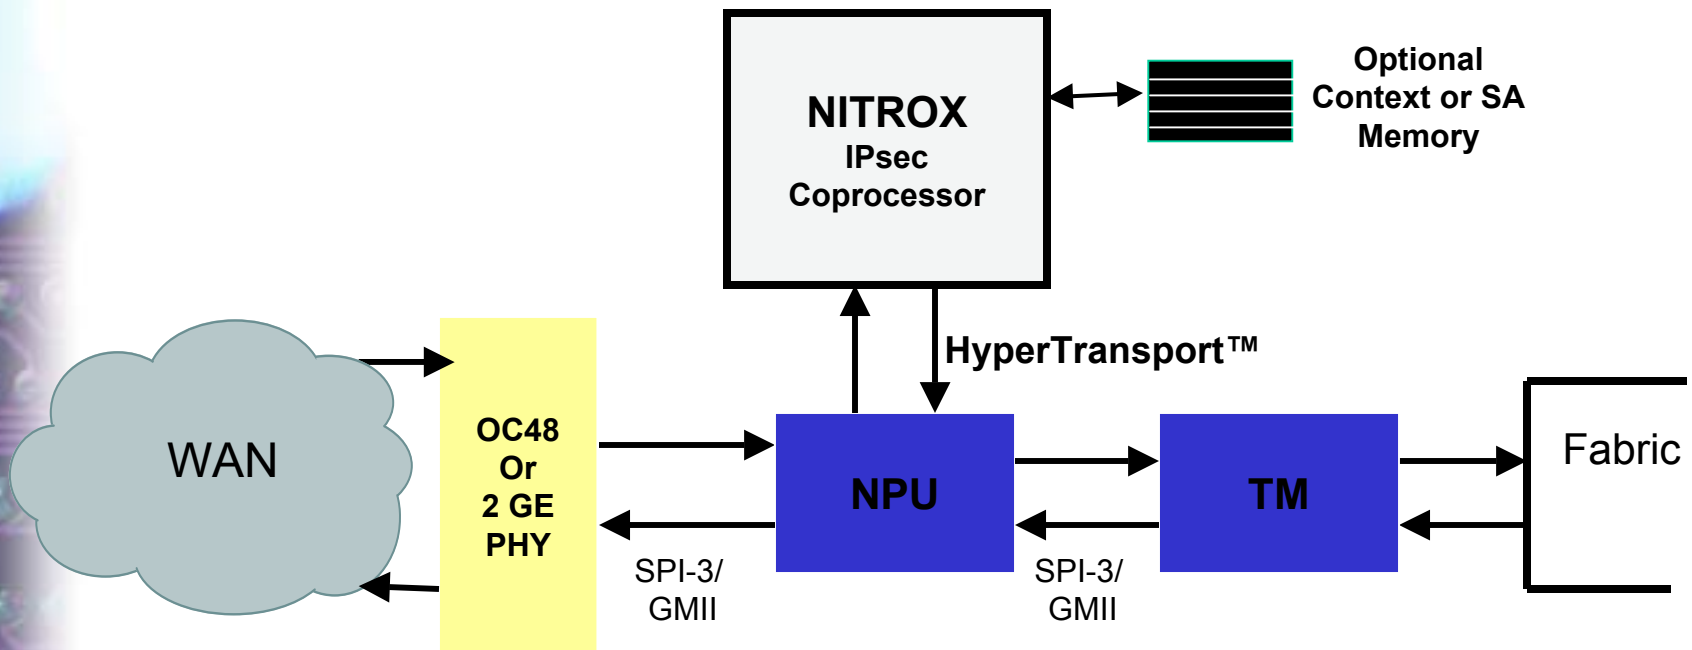 NITROX
IPsec
Coprocessor
Optional
Context or SA
Memory
HyperTransport™
WAN
OC48
Or
2 GE
PHY
NPU
TM
Fabric
SPI-3/
GMII
SPI-3/
GMII